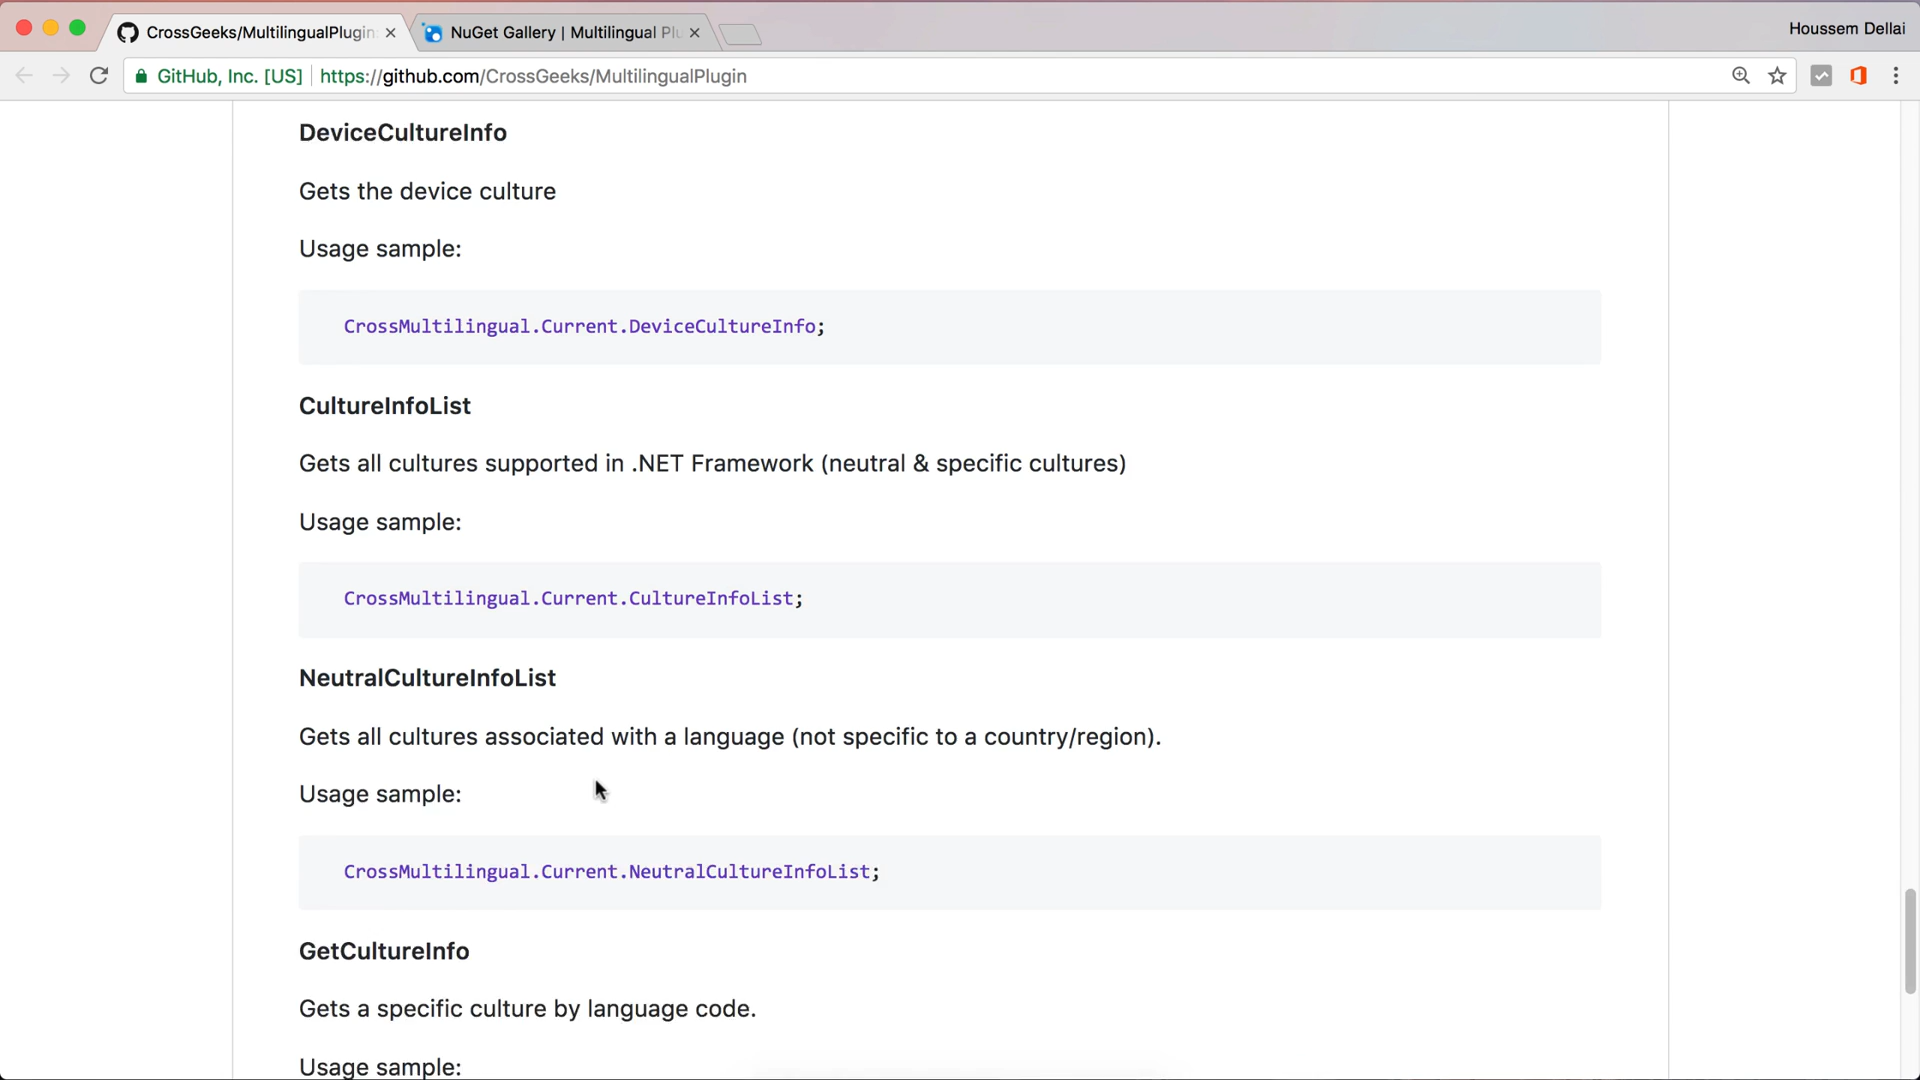 CrossGeeks/MultilingualPlugin
NuGet Gallery | Multilingual Plu
Houssem Dellai
GitHub, Inc. [US]
https://github.com/CrossGeeks/MultilingualPlugin
DeviceCultureInfo
Gets the device culture
Usage sample:
CrossMultilingual.Current.DeviceCultureInfo;
CultureInfoList
Gets all cultures supported in .NET Framework (neutral & specific cultures)
Usage sample:
CrossMultilingual.Current.CultureInfoList;
NeutralCultureInfoList
Gets all cultures associated with a language (not specific to a country/region).
Usage sample:
CrossMultilingual.Current.NeutralCultureInfoList;
GetCultureInfo
Gets a specific culture by language code.
Usage sample: